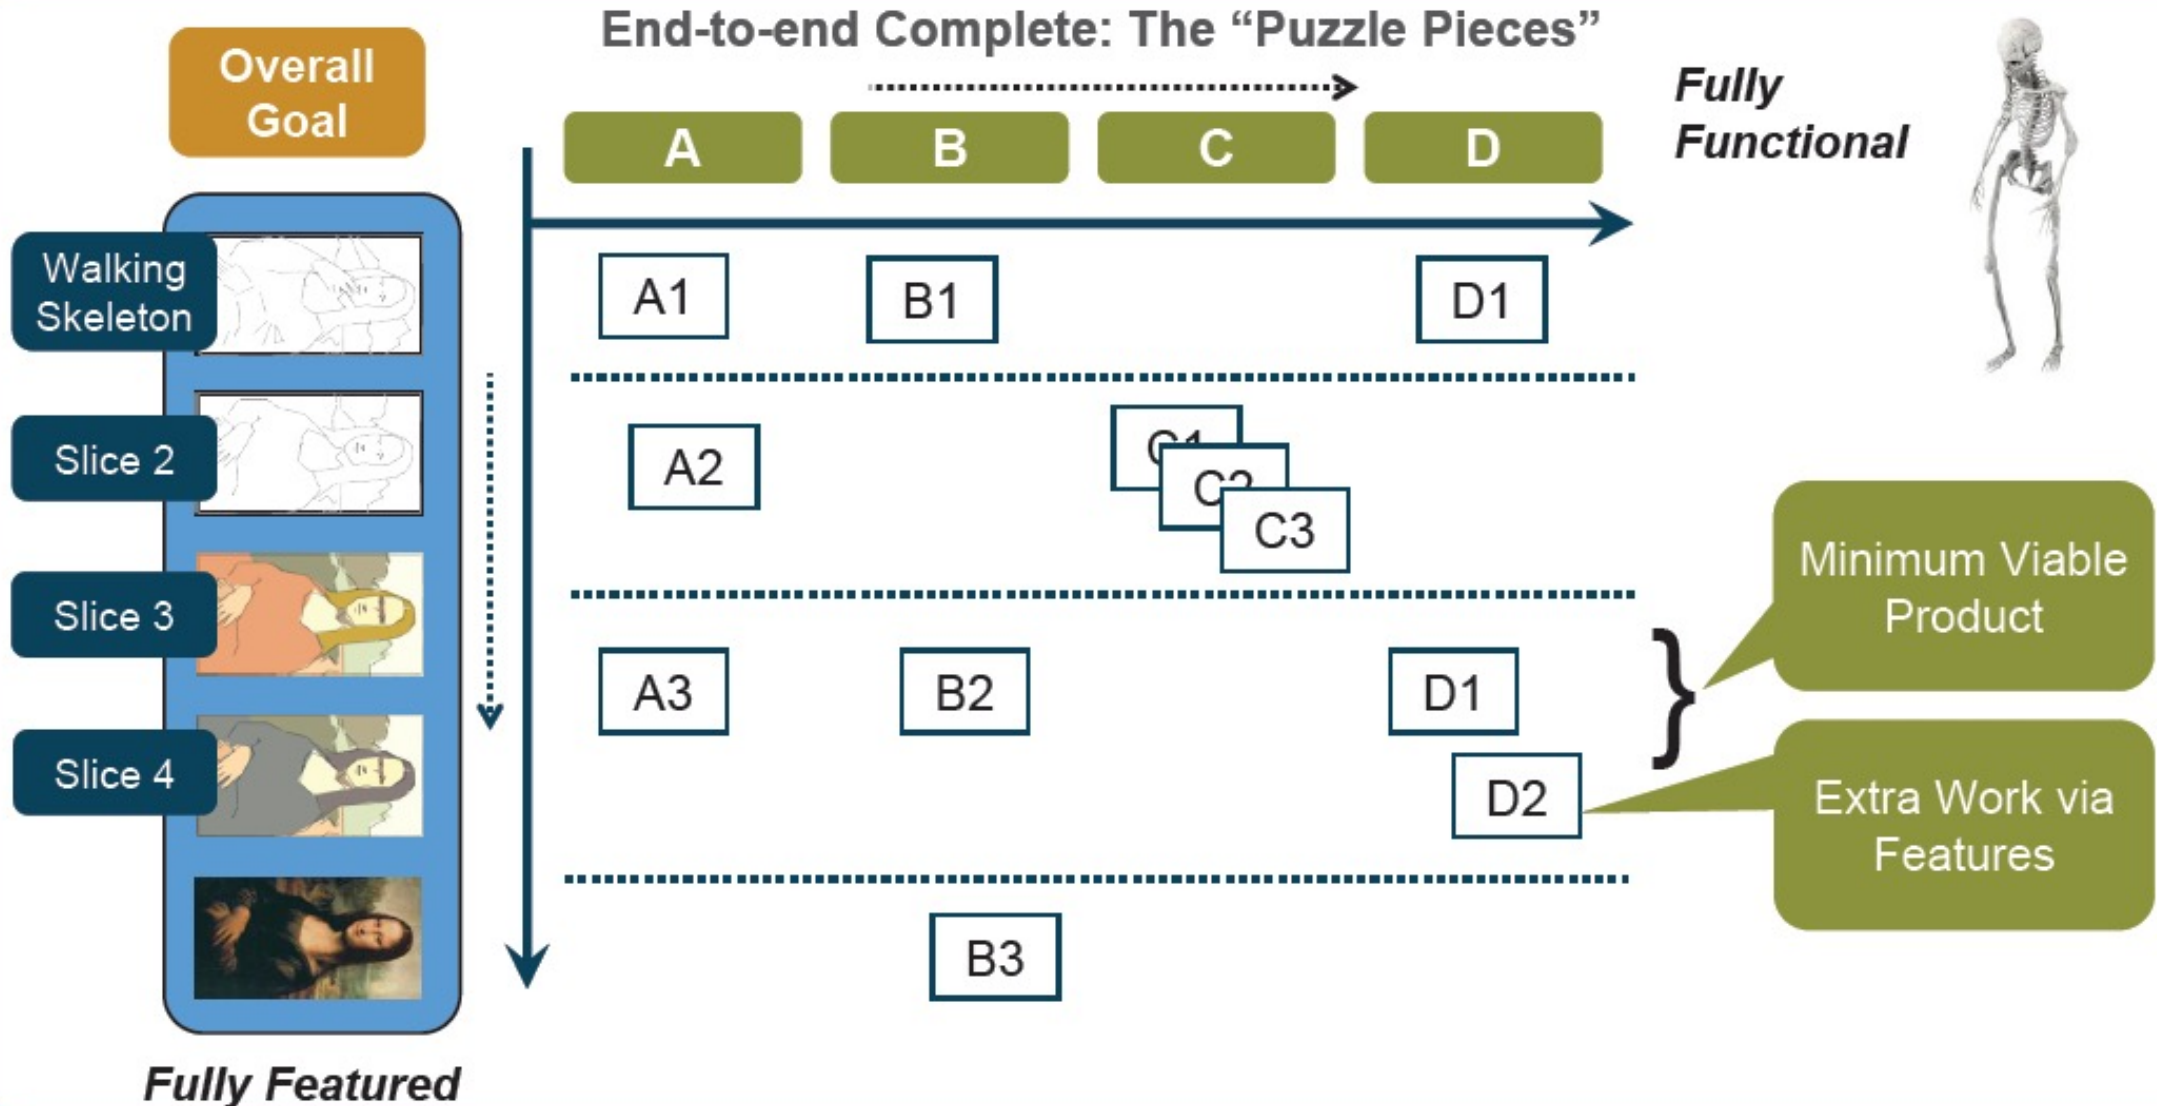 End-to-end Complete: The “Puzzle Pieces”
Overall
Goal
Fully
Functional
A
B
C
D
Walking
Skeleton
A1
B1
D1
Slice 2
A2
C1
C2
C3
Minimum Viable
Product
Slice 3
A3
B2
D1
Slice 4
D2
Extra Work via
Features
B3
Fully Featured